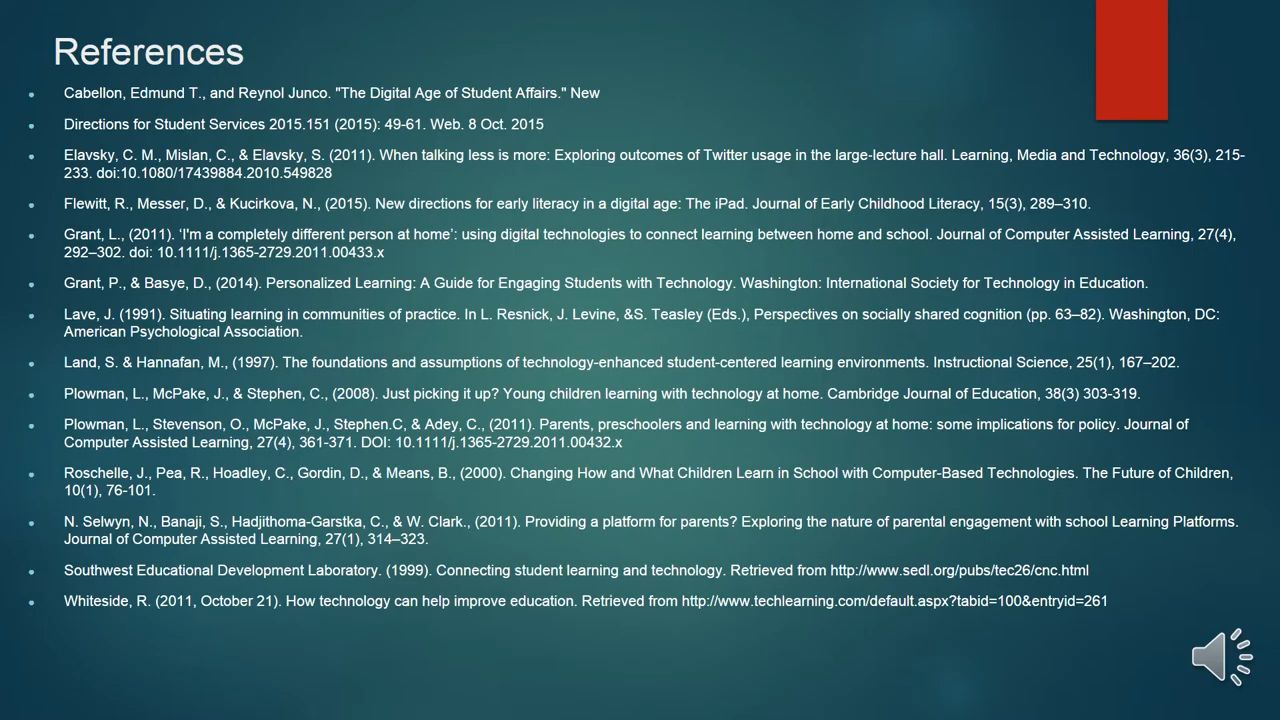 References
Cabellon, Edmund T., and Reynol Junco. "The Digital Age of Student Affairs." New
Directions for Student Services 2015.151 (2015): 49-61. Web. 8 Oct. 2015
Elavsky, C. M., Mislan, C., & Elavsky, S. (2011). When talking less is more: Exploring outcomes of Twitter usage in the large-lecture hall. Learning, Media and Technology, 36(3), 215-
233. doi:10.1080/17439884.2010.549828
Flewitt, R., Messer, D., & Kucirkova, N., (2015). New directions for early literacy in a digital age: The iPad. Journal of Early Childhood Literacy, 15(3), 289–310.
Grant, L., (2011). ‘I'm a completely different person at home’: using digital technologies to connect learning between home and school. Journal of Computer Assisted Learning, 27(4),
292–302. doi: 10.1111/j.1365-2729.2011.00433.x
Grant, P., & Basye, D., (2014). Personalized Learning: A Guide for Engaging Students with Technology. Washington: International Society for Technology in Education.
Lave, J. (1991). Situating learning in communities of practice. In L. Resnick, J. Levine, &S. Teasley (Eds.), Perspectives on socially shared cognition (pp. 63–82). Washington, DC:
American Psychological Association.
Land, S. & Hannafan, M., (1997). The foundations and assumptions of technology-enhanced student-centered learning environments. Instructional Science, 25(1), 167–202.
Plowman, L., McPake, J., & Stephen, C., (2008). Just picking it up? Young children learning with technology at home. Cambridge Journal of Education, 38(3) 303-319.
Plowman, L., Stevenson, O., McPake, J., Stephen.C, & Adey, C., (2011). Parents, preschoolers and learning with technology at home: some implications for policy. Journal of
Computer Assisted Learning, 27(4), 361-371. DOI: 10.1111/j.1365-2729.2011.00432.x
Roschelle, J., Pea, R., Hoadley, C., Gordin, D., & Means, B., (2000). Changing How and What Children Learn in School with Computer-Based Technologies. The Future of Children,
10(1), 76-101.
N. Selwyn, N., Banaji, S., Hadjithoma-Garstka, C., & W. Clark., (2011). Providing a platform for parents? Exploring the nature of parental engagement with school Learning Platforms.
Journal of Computer Assisted Learning, 27(1), 314–323.
Southwest Educational Development Laboratory. (1999). Connecting student learning and technology. Retrieved from http://www.sedl.org/pubs/tec26/cnc.html
Whiteside, R. (2011, October 21). How technology can help improve education. Retrieved from http://www.techlearning.com/default.aspx?tabid=100&entryid=261